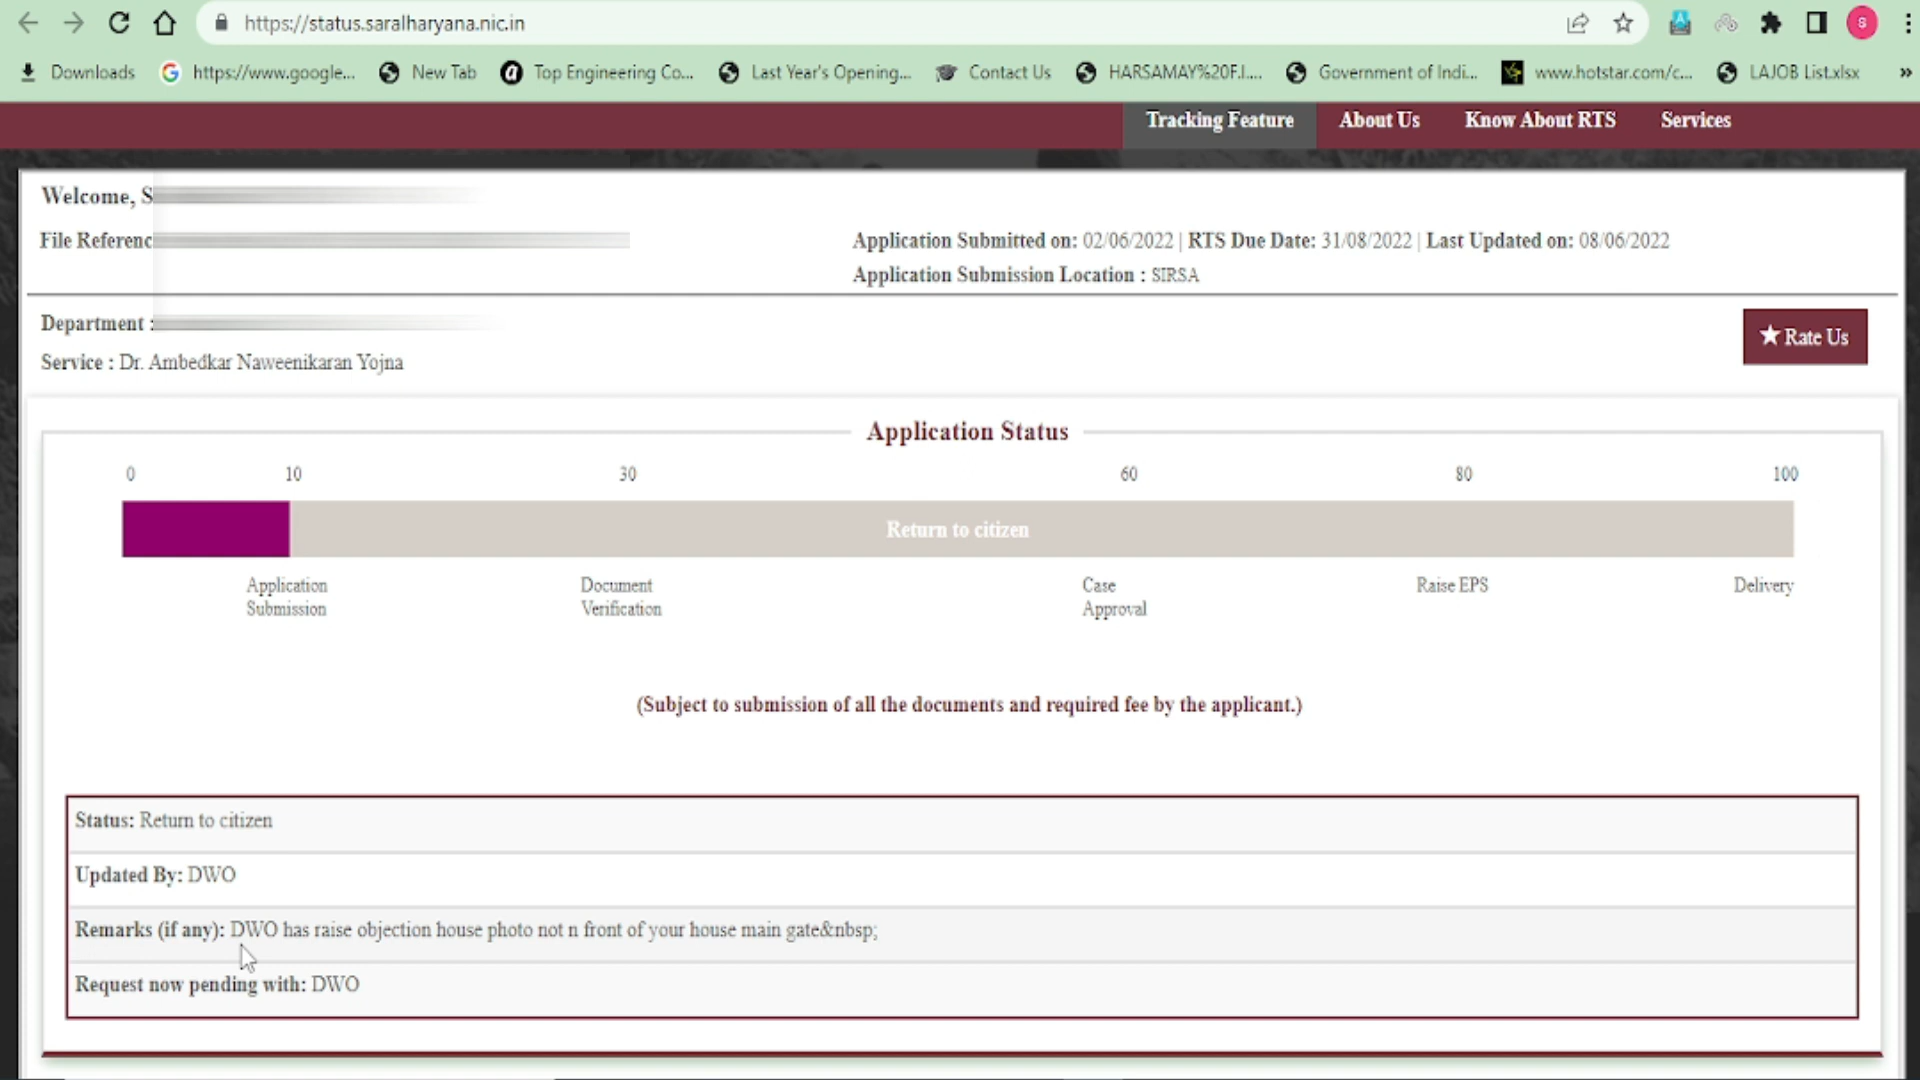 https://status.saralharyana.nic.in
Downloads https://www.google... New Tab Top Engineering Co... Last Year's Opening... Contact Us HARSAMAY%20F.I.... Government of Indi... www.hotstar.com/c... LAJOB List.xlsx »
Tracking Feature About Us Know About RTS Services
Welcome, S
File Referenc
Application Submitted on: 02/06/2022 | RTS Due Date: 31/08/2022 | Last Updated on: 08/06/2022
Application Submission Location : SIRSA
Department :
★ Rate Us
Service : Dr. Ambedkar Naweenikaran Yojna
Application Status
0 10 30 60 80 100
Return to citizen
Application Submission
Document Verification
Case Approval
Raise EPS
Delivery
(Subject to submission of all the documents and required fee by the applicant.)
Status: Return to citizen
Updated By: DWO
Remarks (if any): DWO has raise objection house photo not n front of your house main gate&nbsp;
Request now pending with: DWO